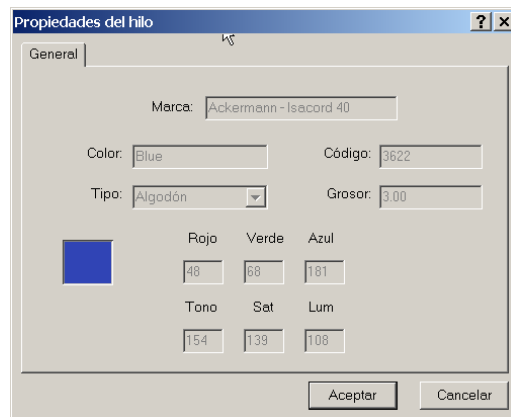 Propiedades del hilo
General
Marca: Ackermann - Isacord 40
Color: Blue Código: 3622
Tipo: Algodón Grosor: 3.00
Rojo Verde Azul
48 68 181
Tono Sat Lum
154 139 108
Aceptar Cancelar